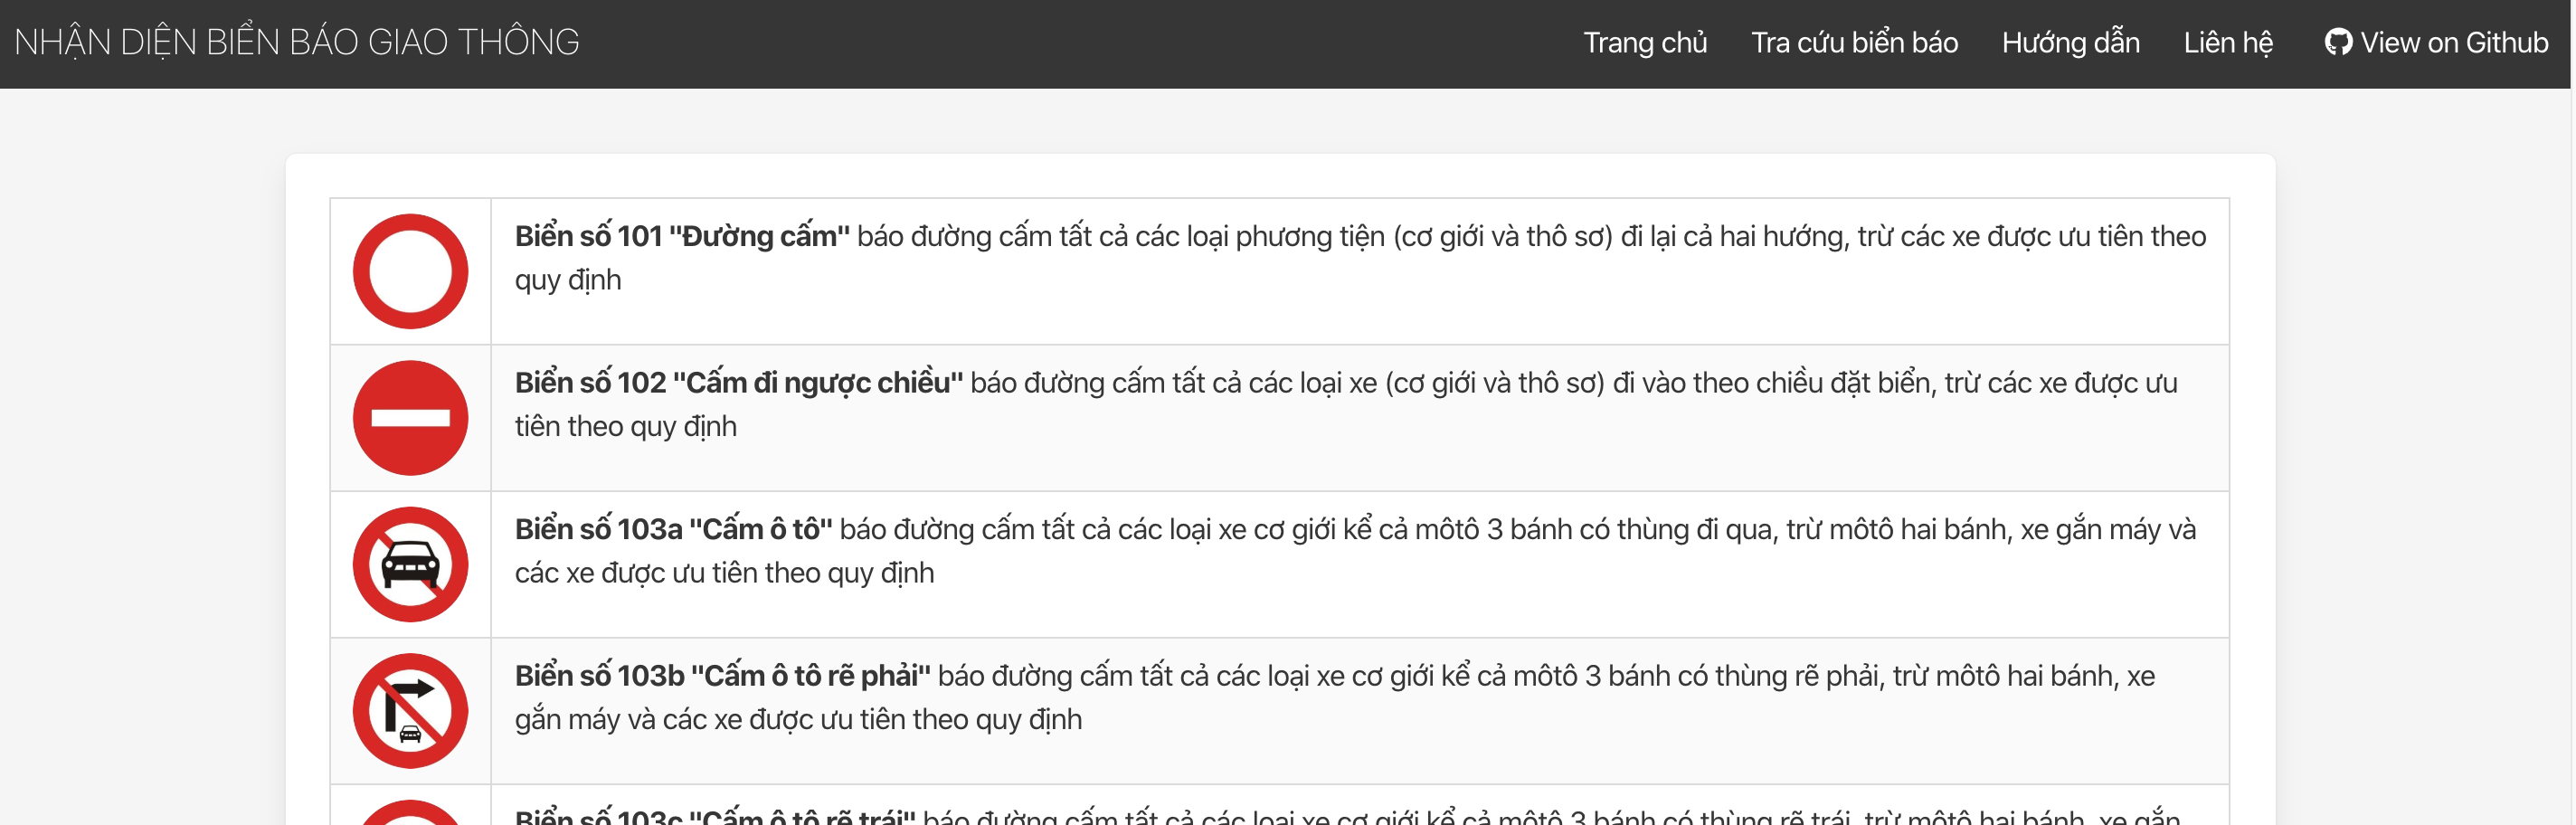 NHẬN DIỆN BIỂN BÁO GIAO THÔNG
Trang chủ
Tra cứu biển báo
Hướng dẫn
Liên hệ
View on Github
Biển số 101 "Đường cấm" báo đường cấm tất cả các loại phương tiện (cơ giới và thô sơ) đi lại cả hai hướng, trừ các xe được ưu tiên theo
quy định
Biển số 102 "Cấm đi ngược chiều" báo đường cấm tất cả các loại xe (cơ giới và thô sơ) đi vào theo chiều đặt biển, trừ các xe được ưu
tiên theo quy định
Biển số 103a "Cấm ô tô" báo đường cấm tất cả các loại xe cơ giới kể cả môtô 3 bánh có thùng đi qua, trừ môtô hai bánh, xe gắn máy và
các xe được ưu tiên theo quy định
Biển số 103b "Cấm ô tô rẽ phải" báo đường cấm tất cả các loại xe cơ giới kể cả môtô 3 bánh có thùng rẽ phải, trừ môtô hai bánh, xe
gắn máy và các xe được ưu tiên theo quy định
Biển số 103c "Cấm ô tô rẽ trái" báo đường cấm tất cả các loại xe cơ giới kể cả môtô 3 bánh có thùng rẽ trái, trừ môtô hai bánh, xe gắn